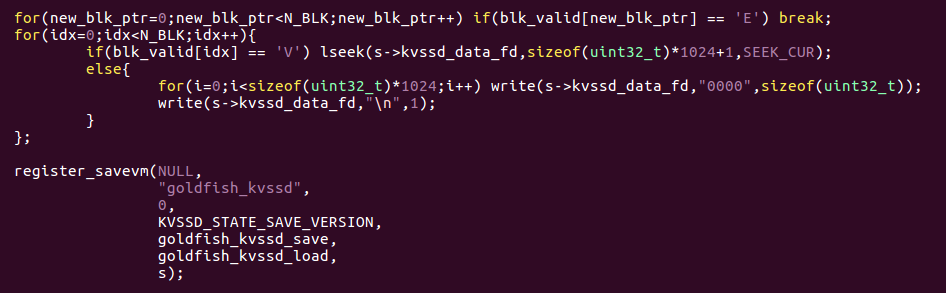 for(new_blk_ptr=0;new_blk_ptr<N_BLK;new_blk_ptr++) if(blk_valid[new_blk_ptr] == 'E') break;
for(idx=0;idx<N_BLK;idx++){
        if(blk_valid[idx] == 'V') lseek(s->kvssd_data_fd,sizeof(uint32_t)*1024+1,SEEK_CUR);
        else{
                for(i=0;i<sizeof(uint32_t)*1024;i++) write(s->kvssd_data_fd,"0000",sizeof(uint32_t));
                write(s->kvssd_data_fd,"\n",1);
        }
};

register_savevm(NULL,
                "goldfish_kvssd",
                0,
                KVSSD_STATE_SAVE_VERSION,
                goldfish_kvssd_save,
                goldfish_kvssd_load,
                s);